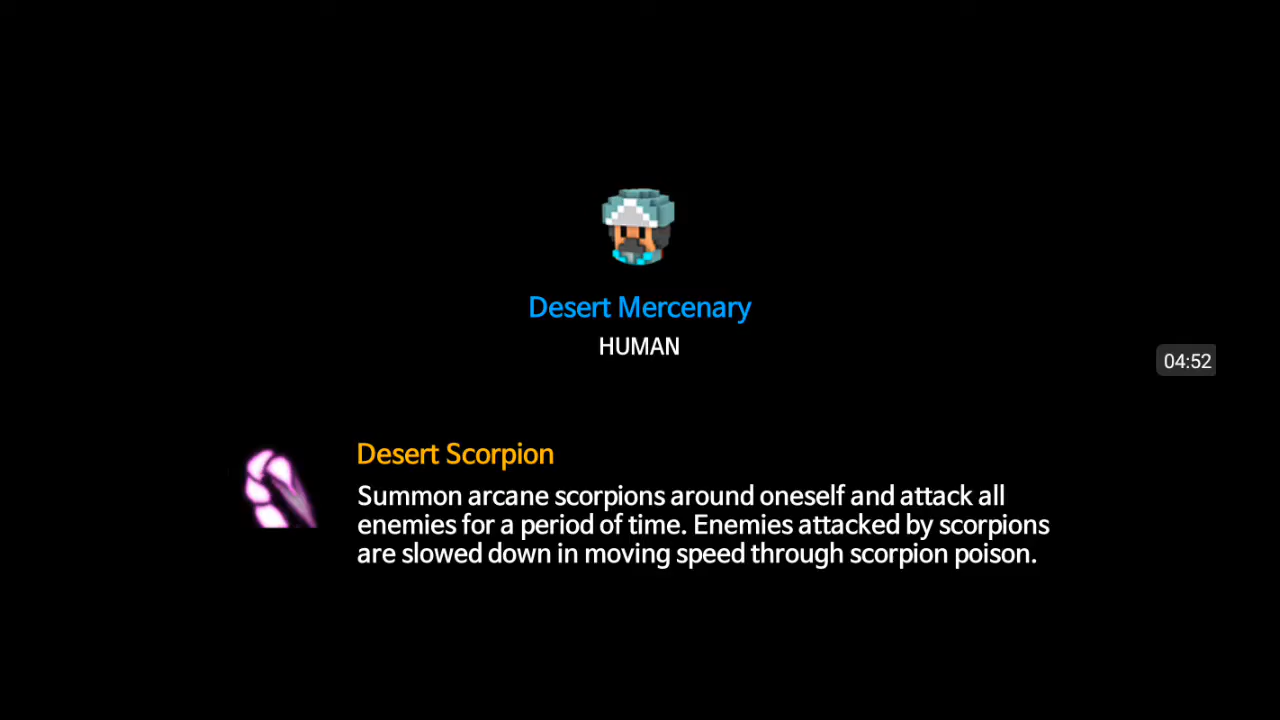 Desert Mercenary
HUMAN
04:52
Desert Scorpion
Summon arcane scorpions around oneself and attack all
enemies for a period of time. Enemies attacked by scorpions
are slowed down in moving speed through scorpion poison.